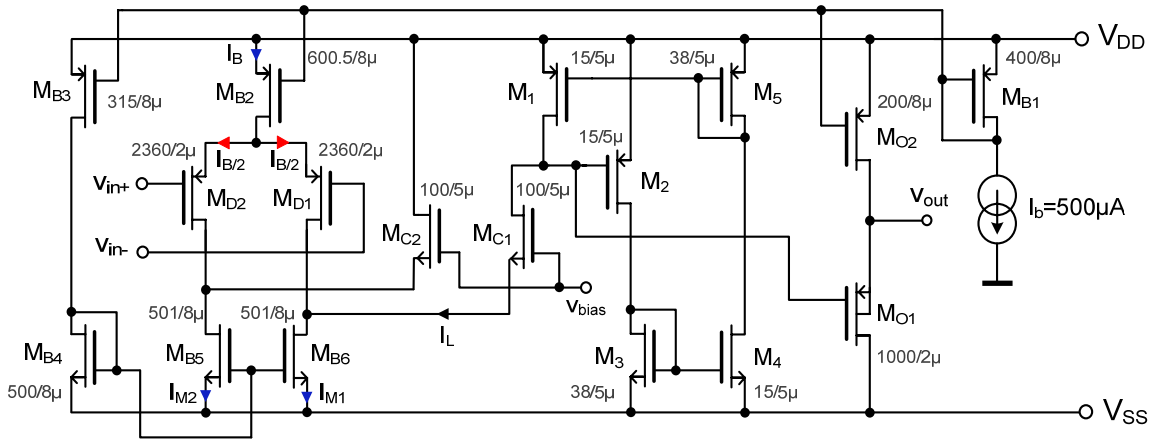 I_B
600.5/8µ
15/5µ
38/5µ
400/8µ
V_DD
M_B3
315/8µ
M_B2
M_1
M_5
M_B1
200/8µ
M_O2
2360/2µ
I_B/2
I_B/2
2360/2µ
15/5µ
v_in+
M_D2
M_D1
100/5µ
100/5µ
M_2
v_out
I_b=500µA
v_in-
M_C2
M_C1
v_bias
501/8µ
501/8µ
I_L
M_O1
M_B4
M_B5
M_B6
M_3
M_4
1000/2µ
500/8µ
I_M2
I_M1
38/5µ
15/5µ
V_SS